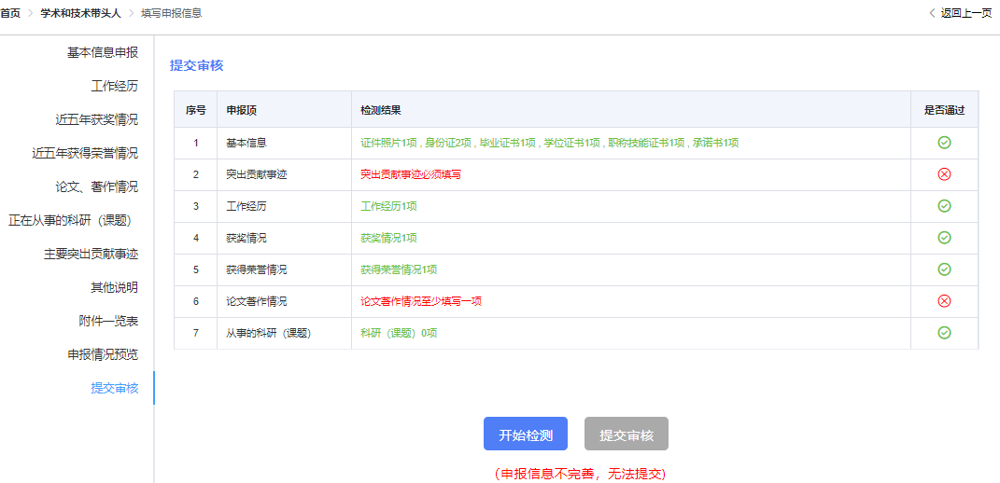 首页 > 学术和技术带头人 > 填写申报信息
< 返回上一页
基本信息申报
工作经历
近五年获奖情况
近五年获得荣誉情况
论文、著作情况
正在从事的科研（课题）
主要突出贡献事迹
其他说明
附件一览表
申报情况预览
提交审核
提交审核
序号 申报顶 检测结果 是否通过
1 基本信息 证件照片1项 , 身份证2项 , 毕业证书1项 , 学位证书1项 , 职称技能证书1项 , 承诺书1项
2 突出贡献事迹 突出贡献事迹必须填写
3 工作经历 工作经历1项
4 获奖情况 获奖情况1项
5 获得荣誉情况 获得荣誉情况1项
6 论文著作情况 论文著作情况至少填写一项
7 从事的科研（课题） 科研（课题）0项
开始检测 提交审核
（申报信息不完善，无法提交）